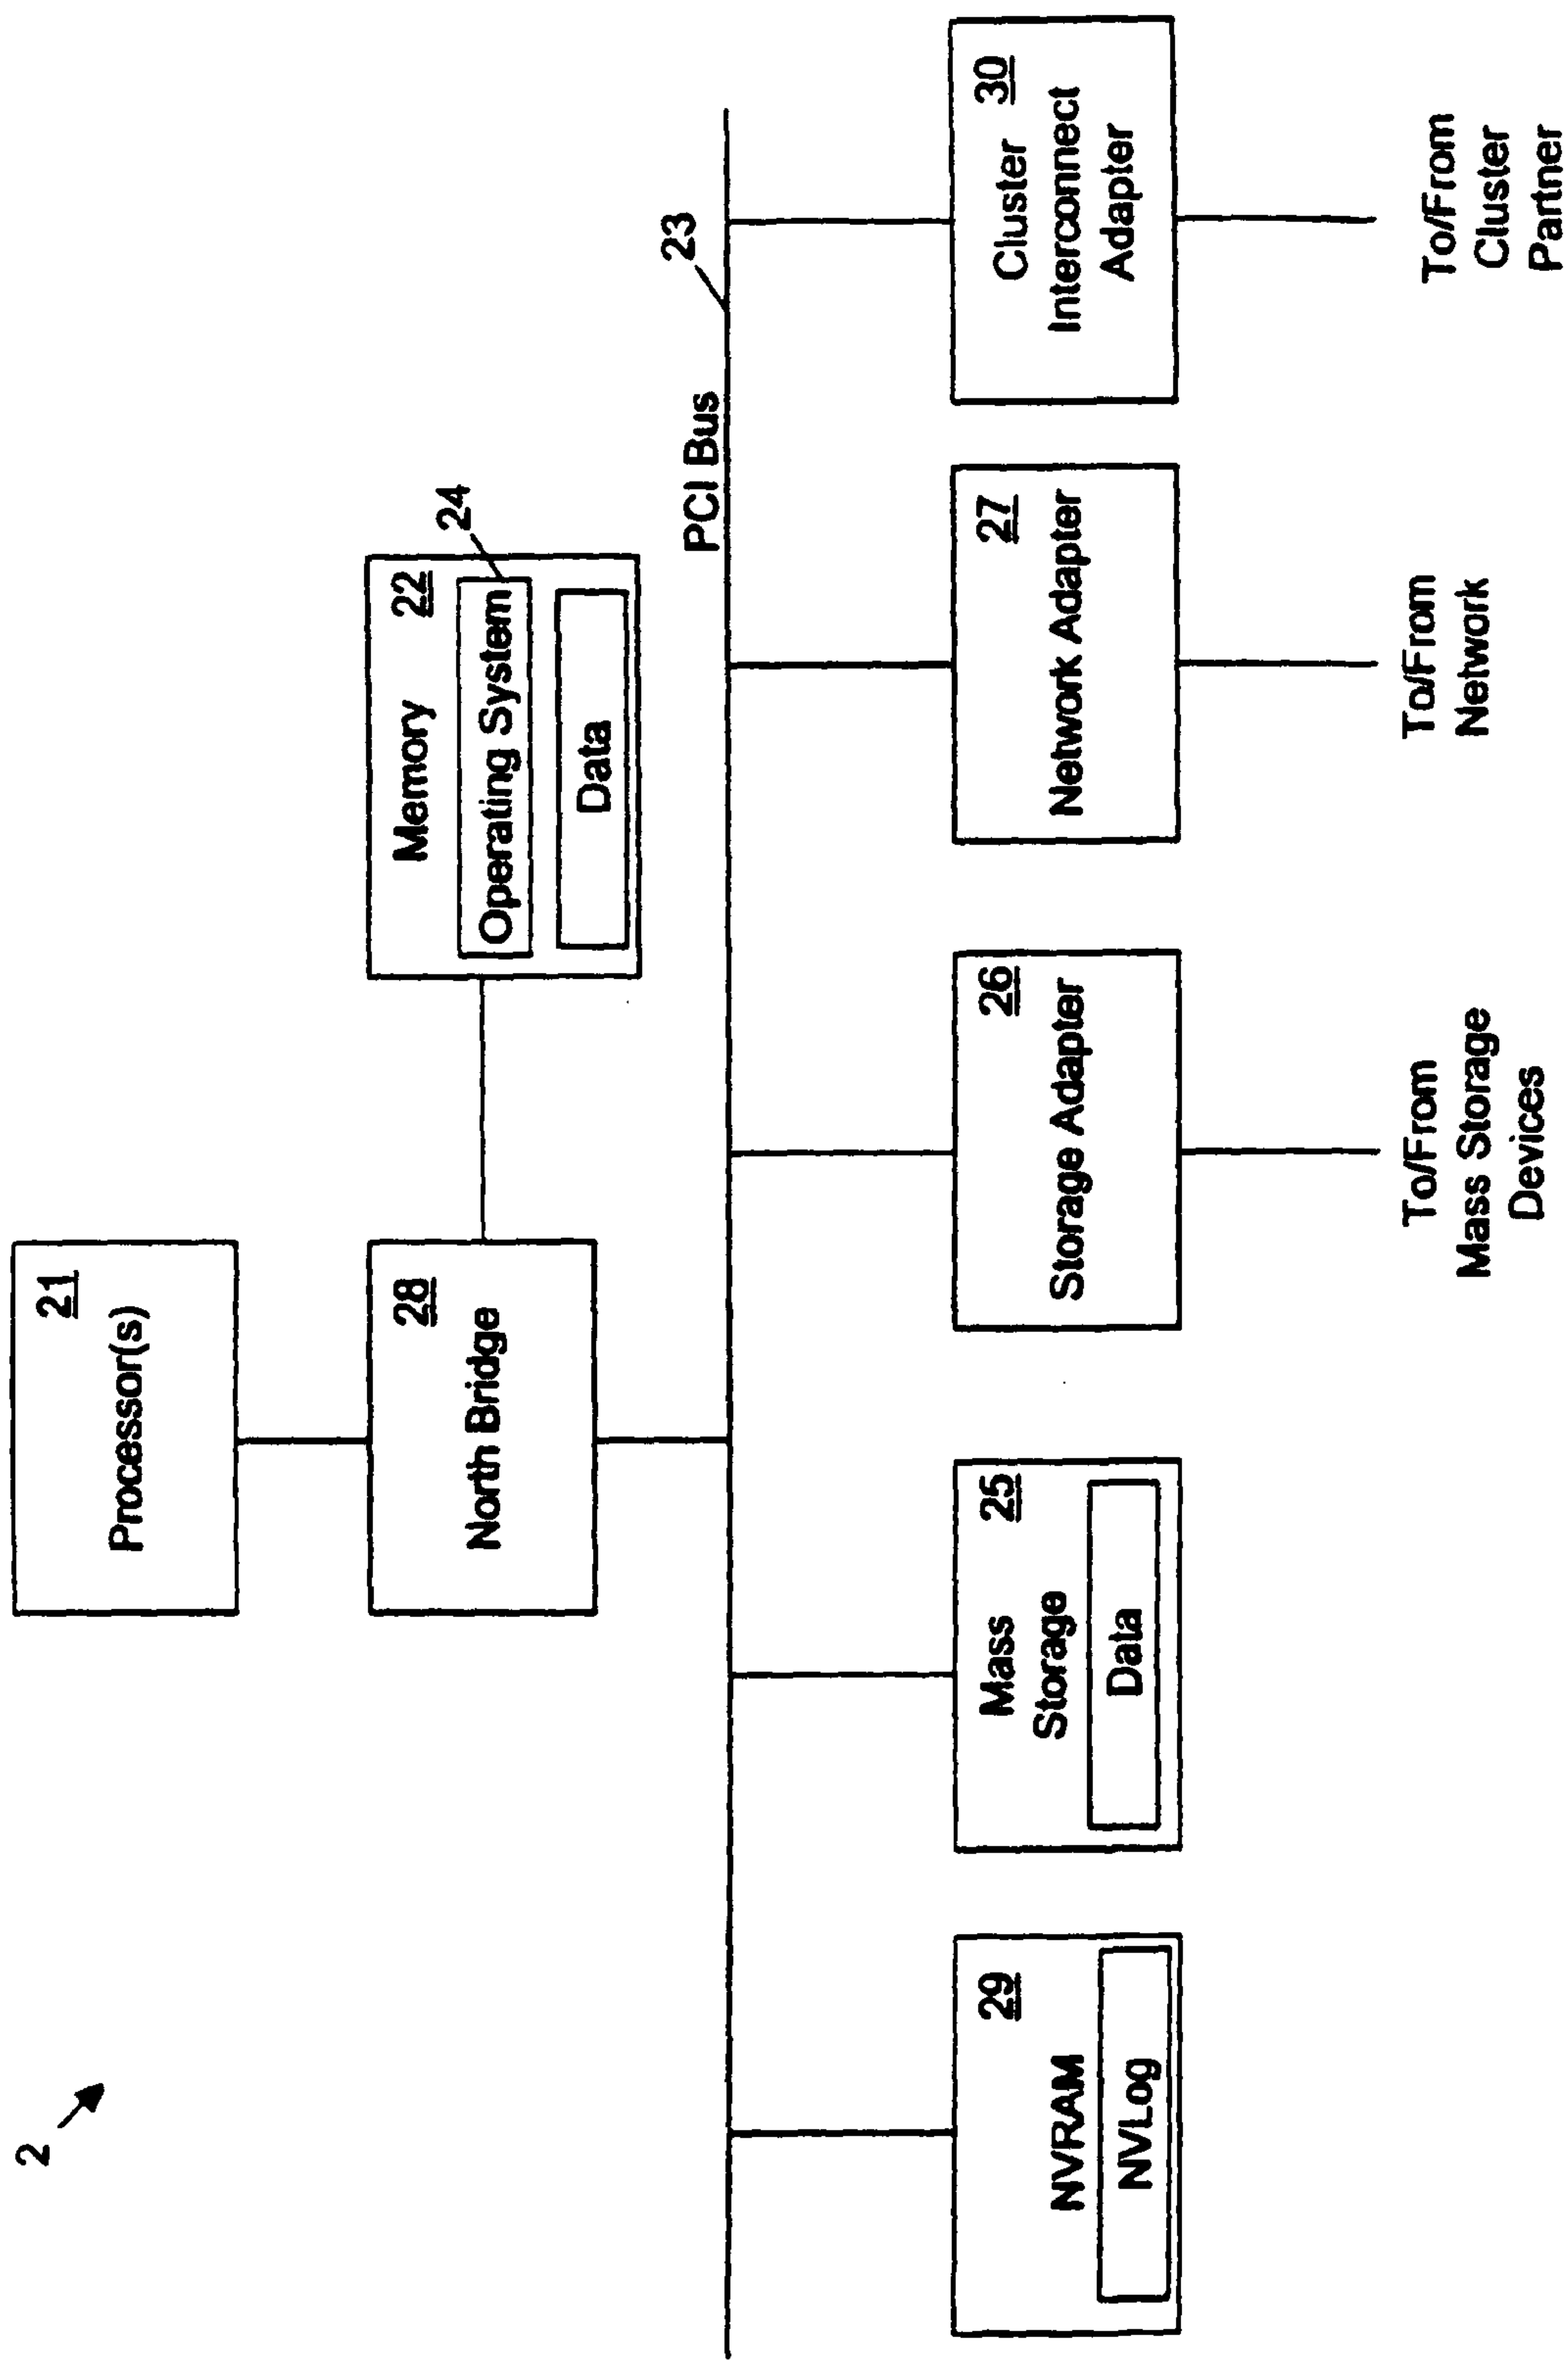 2
21
Processor(s)
28
North Bridge
22
Memory
24
Operating System
Data
PCI Bus
23
29
NVRAM
NVLog
25
Mass
Storage
Data
26
Storage Adapter
27
Network Adapter
30
Cluster
Interconnect
Adapter
To/From
Mass Storage
Devices
To/From
Network
To/From
Cluster
Partner